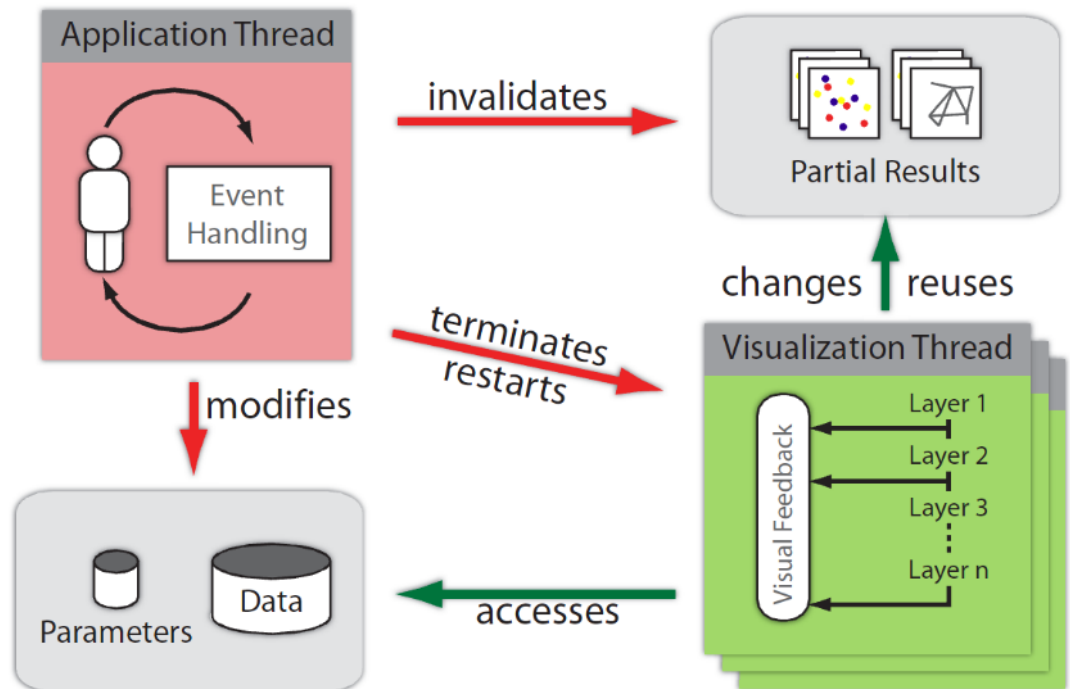 Application Thread
Event
Handling
invalidates
Partial Results
changes reuses
terminates
restarts
modifies
Visualization Thread
Visual Feedback
Layer 1
Layer 2
Layer 3
Layer n
accesses
Parameters
Data